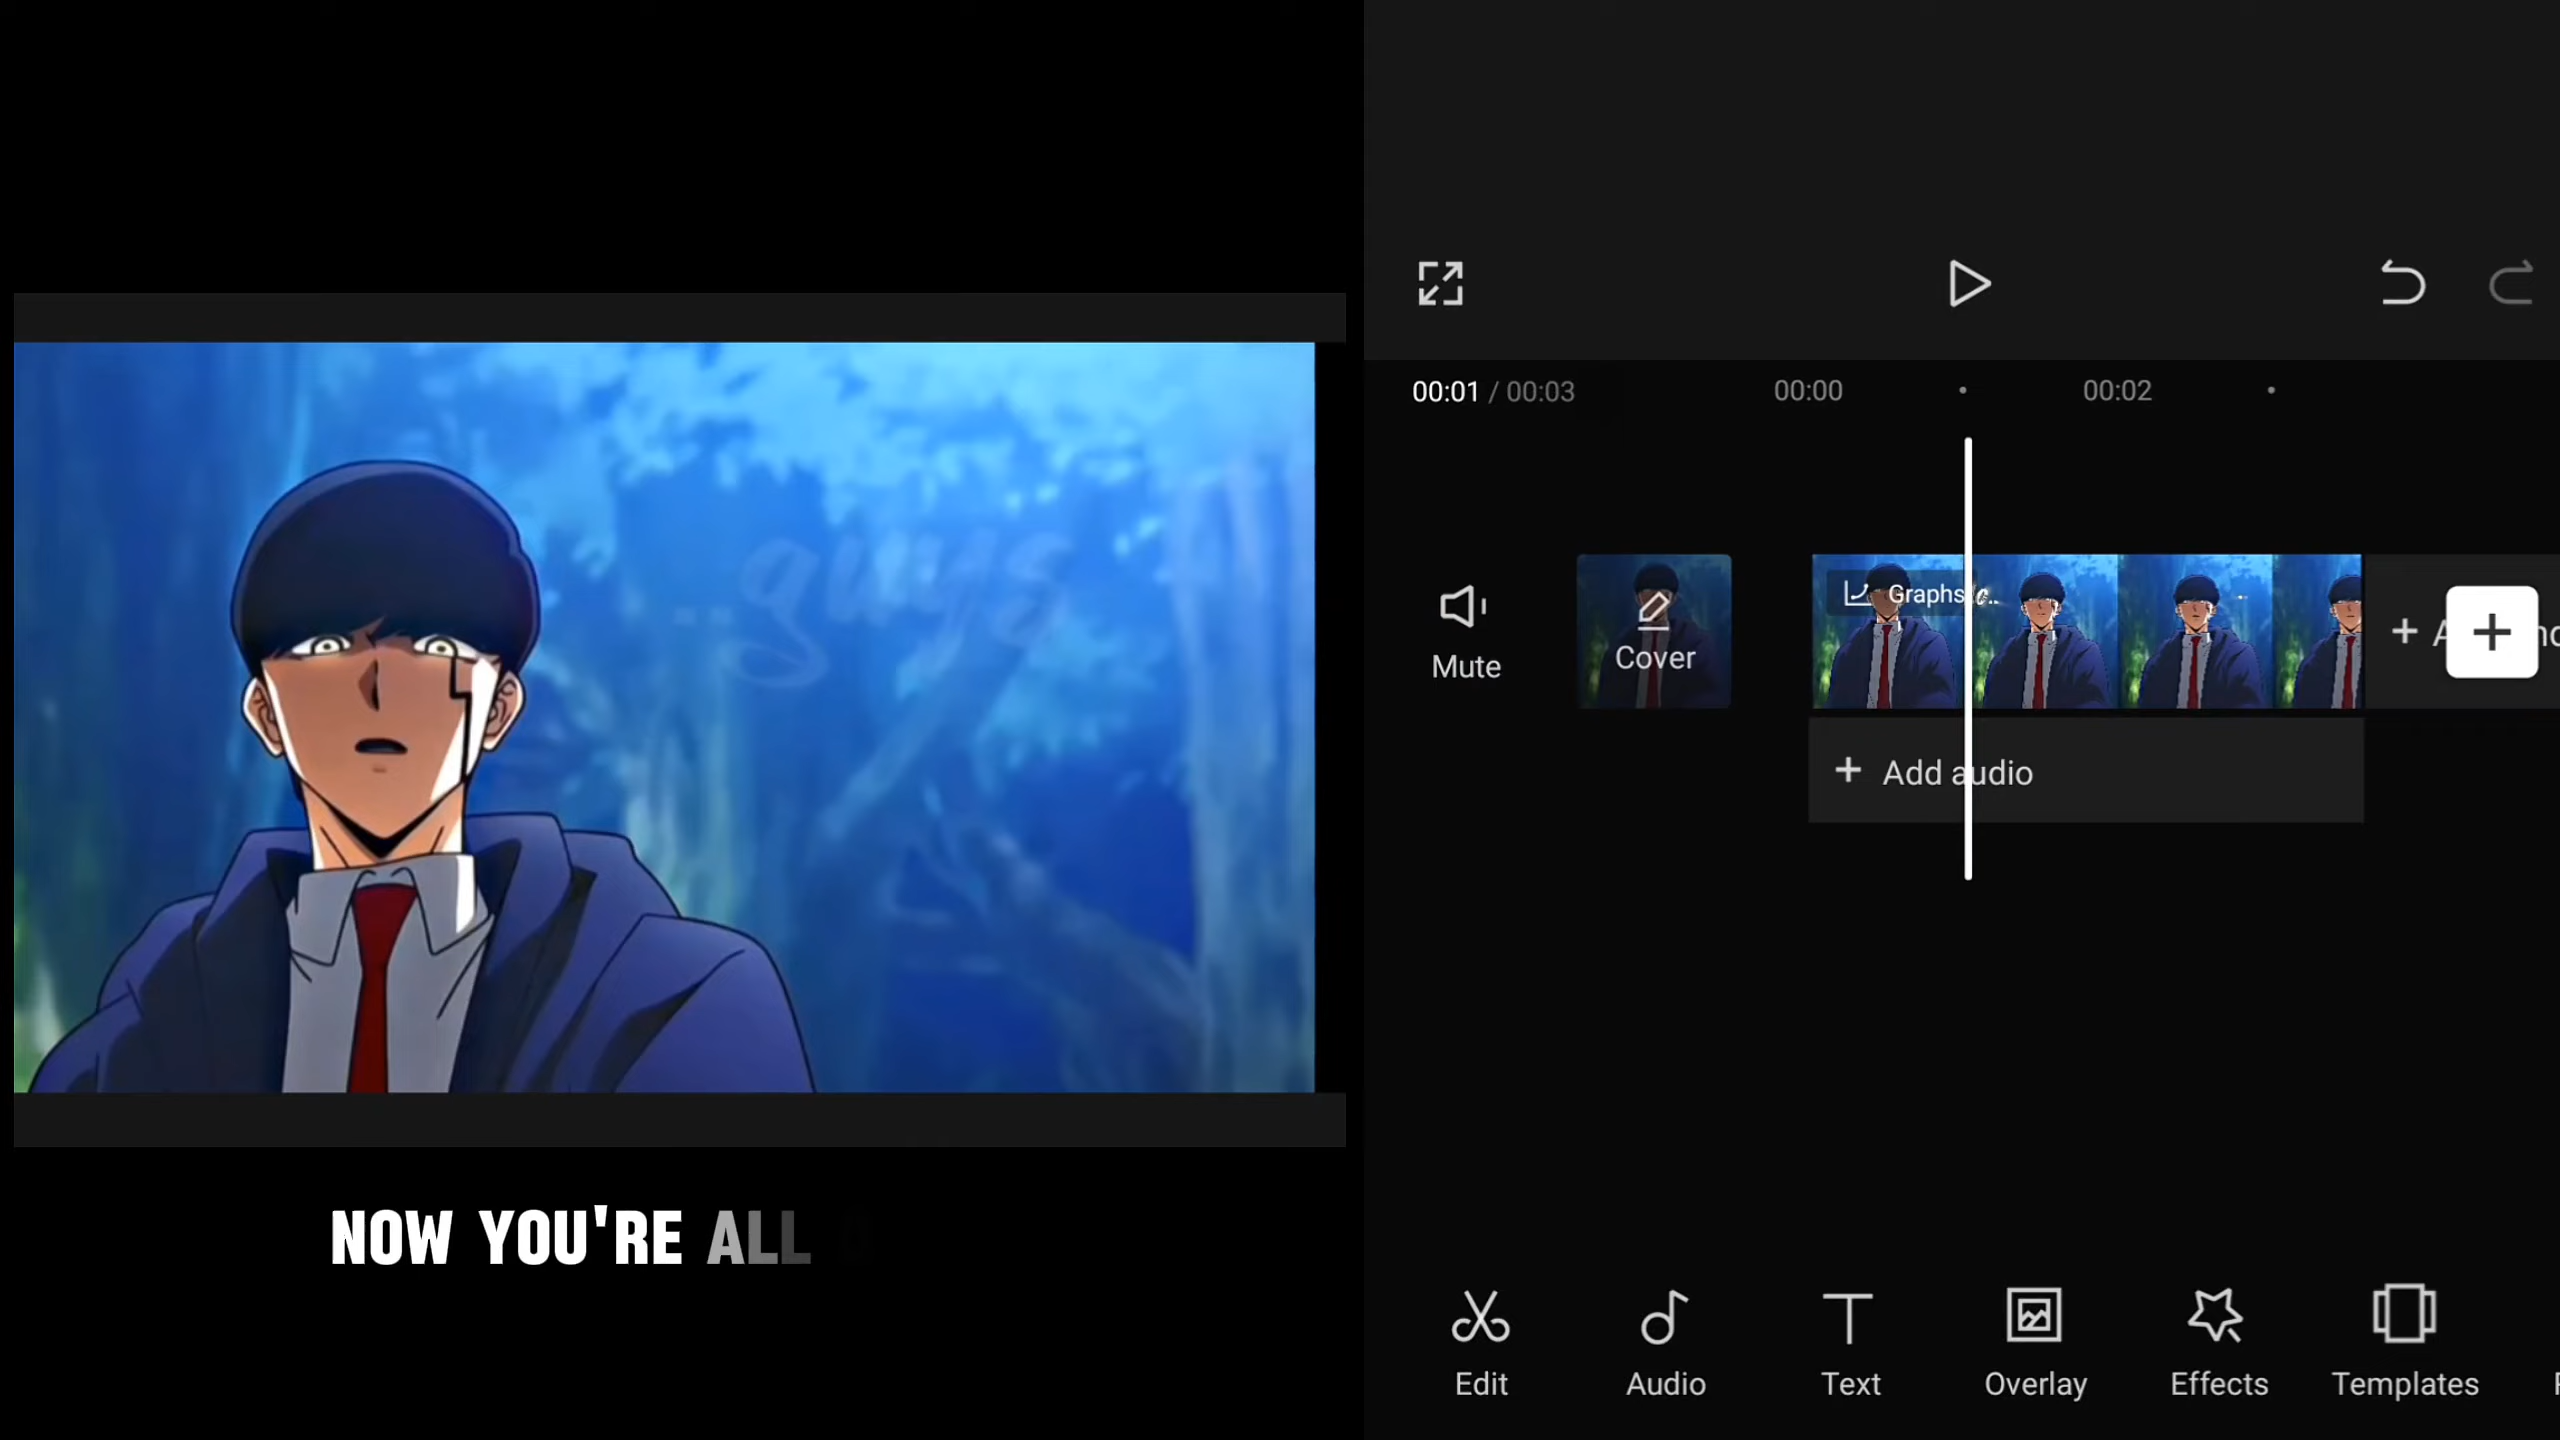 ..guys
NOW YOU'RE ALL
00:01 / 00:03
00:00
00:02
Mute
Cover
Graphs
+ Add audio
Edit
Audio
Text
Overlay
Effects
Templates